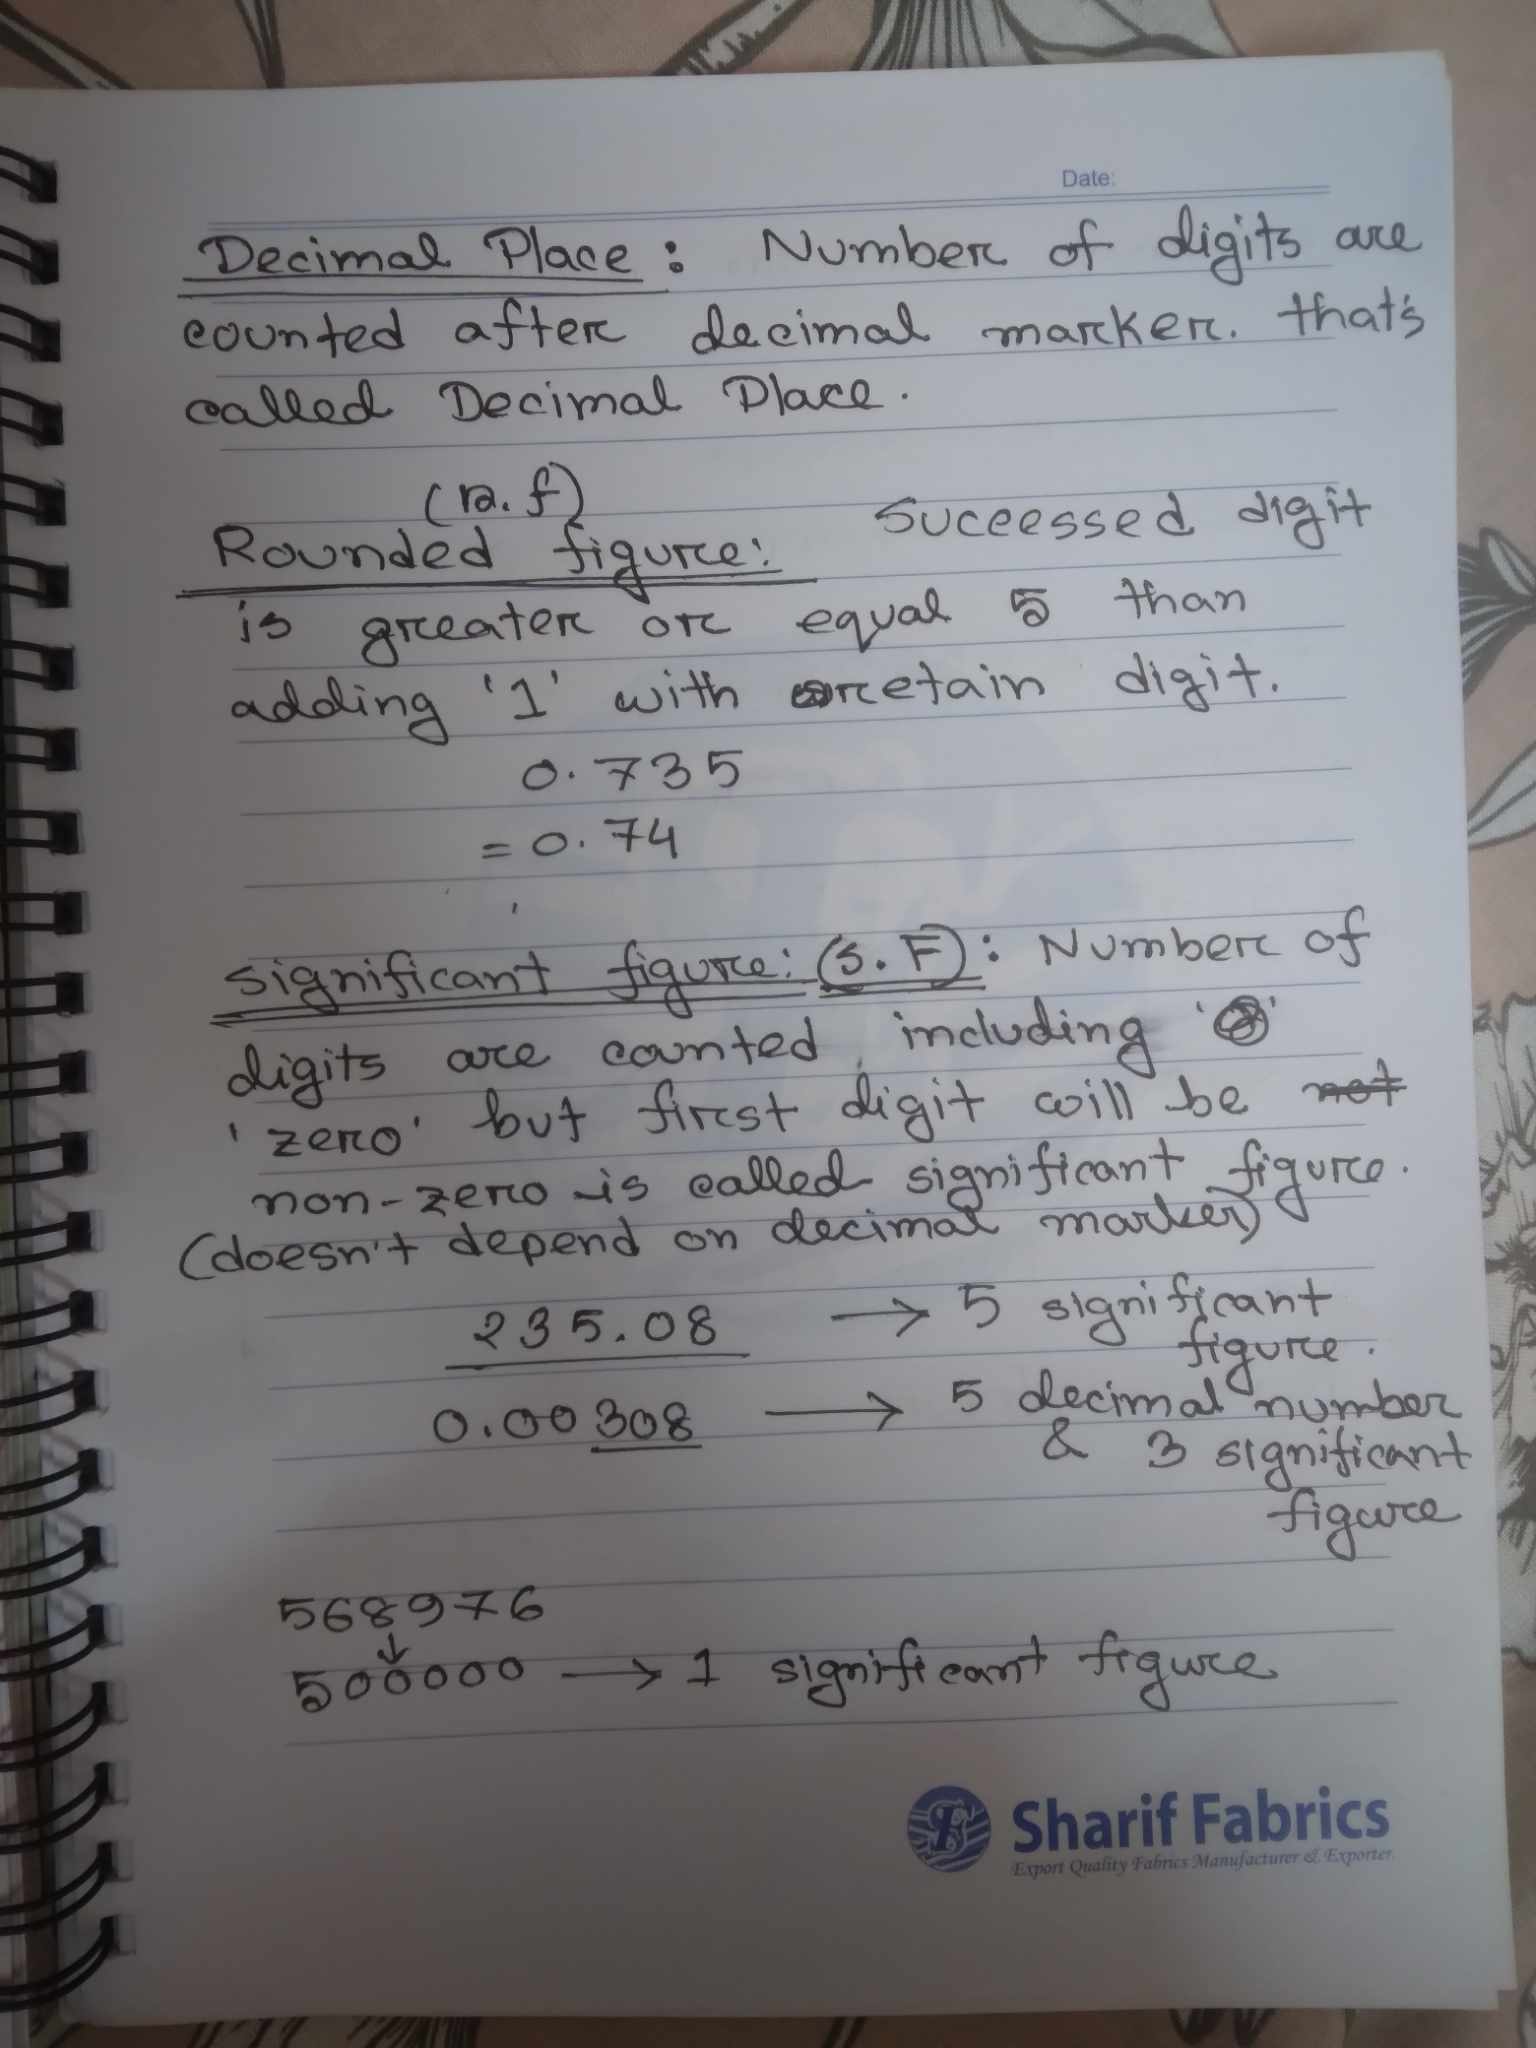 Date:
Decimal Place : Number of digits are
counted after decimal marker. that's
called Decimal Place.
(r. f)
Rounded figure: Suceessed digit
is greater or equal 5 than
adding '1' with cretain digit.
0.735
= 0.74
significant figure: (S. F) : Number of
digits are counted, including
'zero' but first digit will be not
non-zero is called significant figure.
(doesn't depend on decimal marker)
235.08 → 5 significant
figure.
0.00308 → 5 decimal number
& 3 significant
figure
568976
↓
500000 → 1 significant figure
Sharif Fabrics
Export Quality Fabrics Manufacturer & Exporter